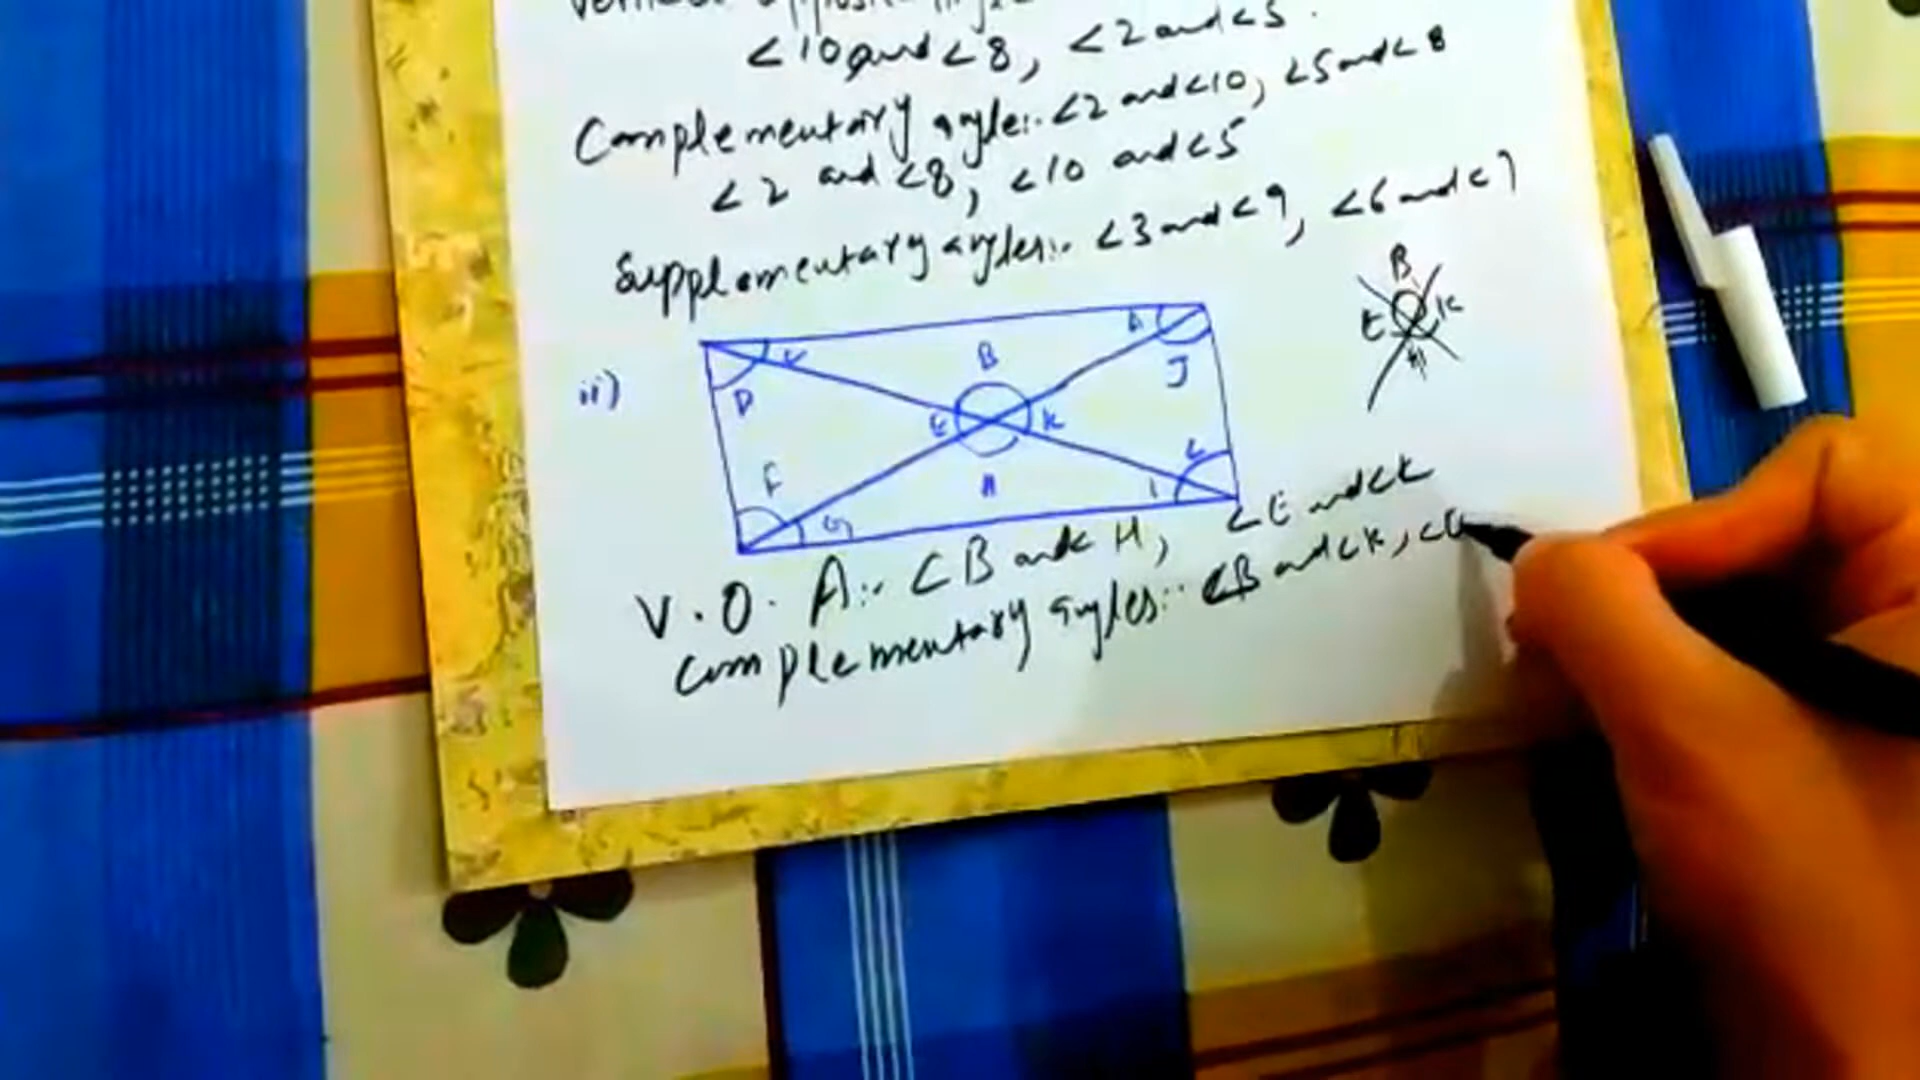 <10 and <8, <2 and <5.
Complementary angle:- <2 and <10, <5 and <8
<2 and <8, <10 and <5
Supplementary angles:- <3 and <9, <6 and <7
B
E K
H
ii)
A
B
J
D
E K
L
F
H
I
G
V.O.A:- <B and < H, <E and <K
Complementary angles:- <B and <K, <